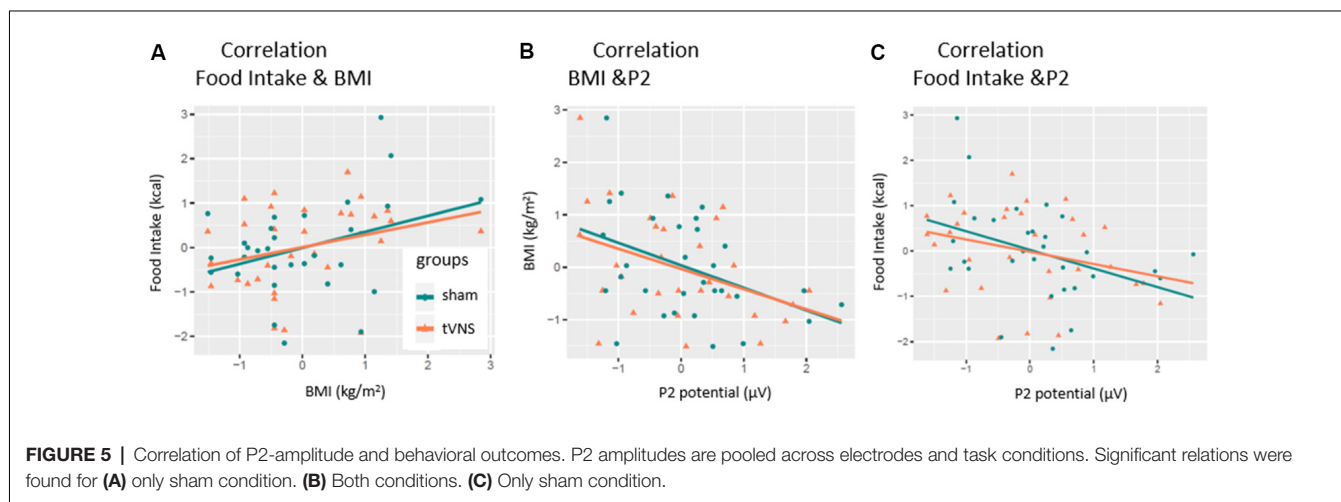 A
Correlation
Food Intake & BMI
Food Intake (kcal)
3
2
1
0
−1
−2
−1
0
1
2
3
BMI (kg/m²)
groups
sham
tVNS
B
Correlation
BMI &P2
BMI (kg/m²)
3
2
1
0
−1
−1
0
1
2
P2 potential (µV)
C
Correlation
Food Intake &P2
Food Intake (kcal)
3
2
1
0
−1
−2
−1
0
1
2
P2 potential (µV)
FIGURE 5 | Correlation of P2-amplitude and behavioral outcomes. P2 amplitudes are pooled across electrodes and task conditions. Significant relations were
found for (A) only sham condition. (B) Both conditions. (C) Only sham condition.